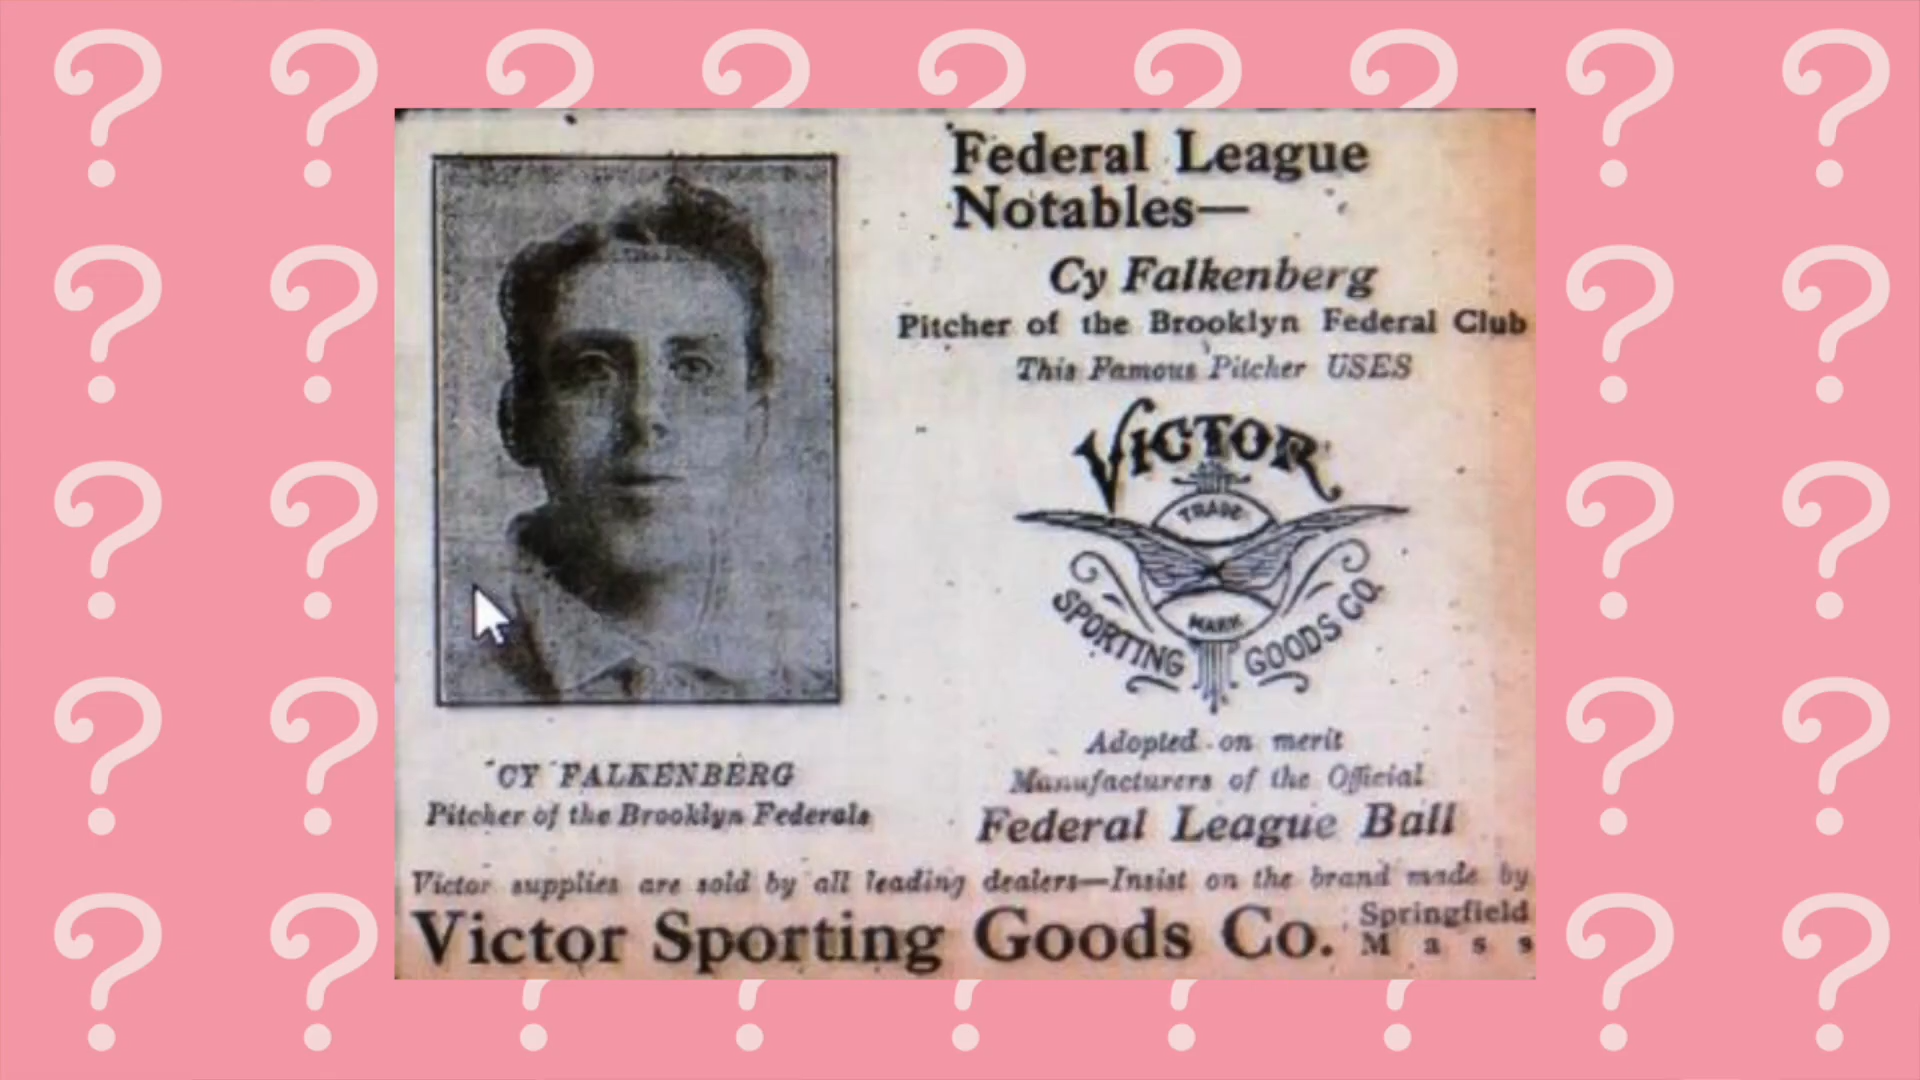 Federal League
Notables—
Cy Falkenberg
Pitcher of the Brooklyn Federal Club
This Famous Pitcher USES
VICTOR
TRADE
MARK
SPORTING GOODS CO.
Adopted on merit
Manufacturers of the Official
Federal League Ball
CY FALKENBERG
Pitcher of the Brooklyn Federals
Victor supplies are sold by all leading dealers—Insist on the brand made by
Victor Sporting Goods Co. Springfield
Mass